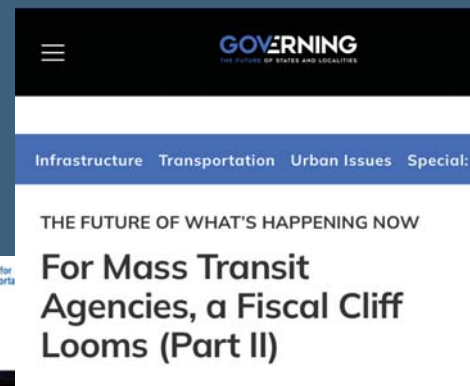 GOVERNING
THE FUTURE OF STATES AND LOCALITIES
Infrastructure Transportation Urban Issues Special:
THE FUTURE OF WHAT'S HAPPENING NOW
for
For Mass Transit
Agencies, a Fiscal Cliff
Looms (Part II)